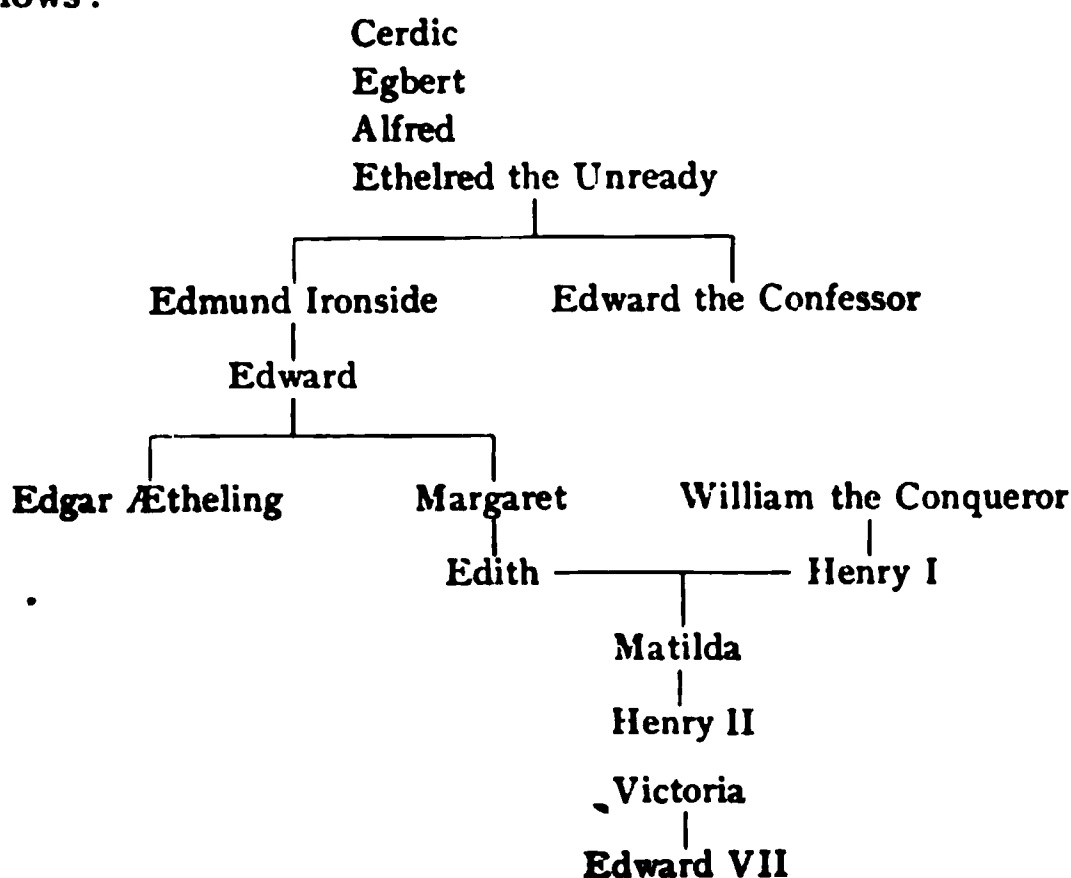 Cerdic
Egbert
Alfred
Ethelred the Unready
Edmund Ironside Edward the Confessor
Edward
Edgar Ætheling Margaret William the Conqueror
Edith Henry I
Matilda
Henry II
Victoria
Edward VII